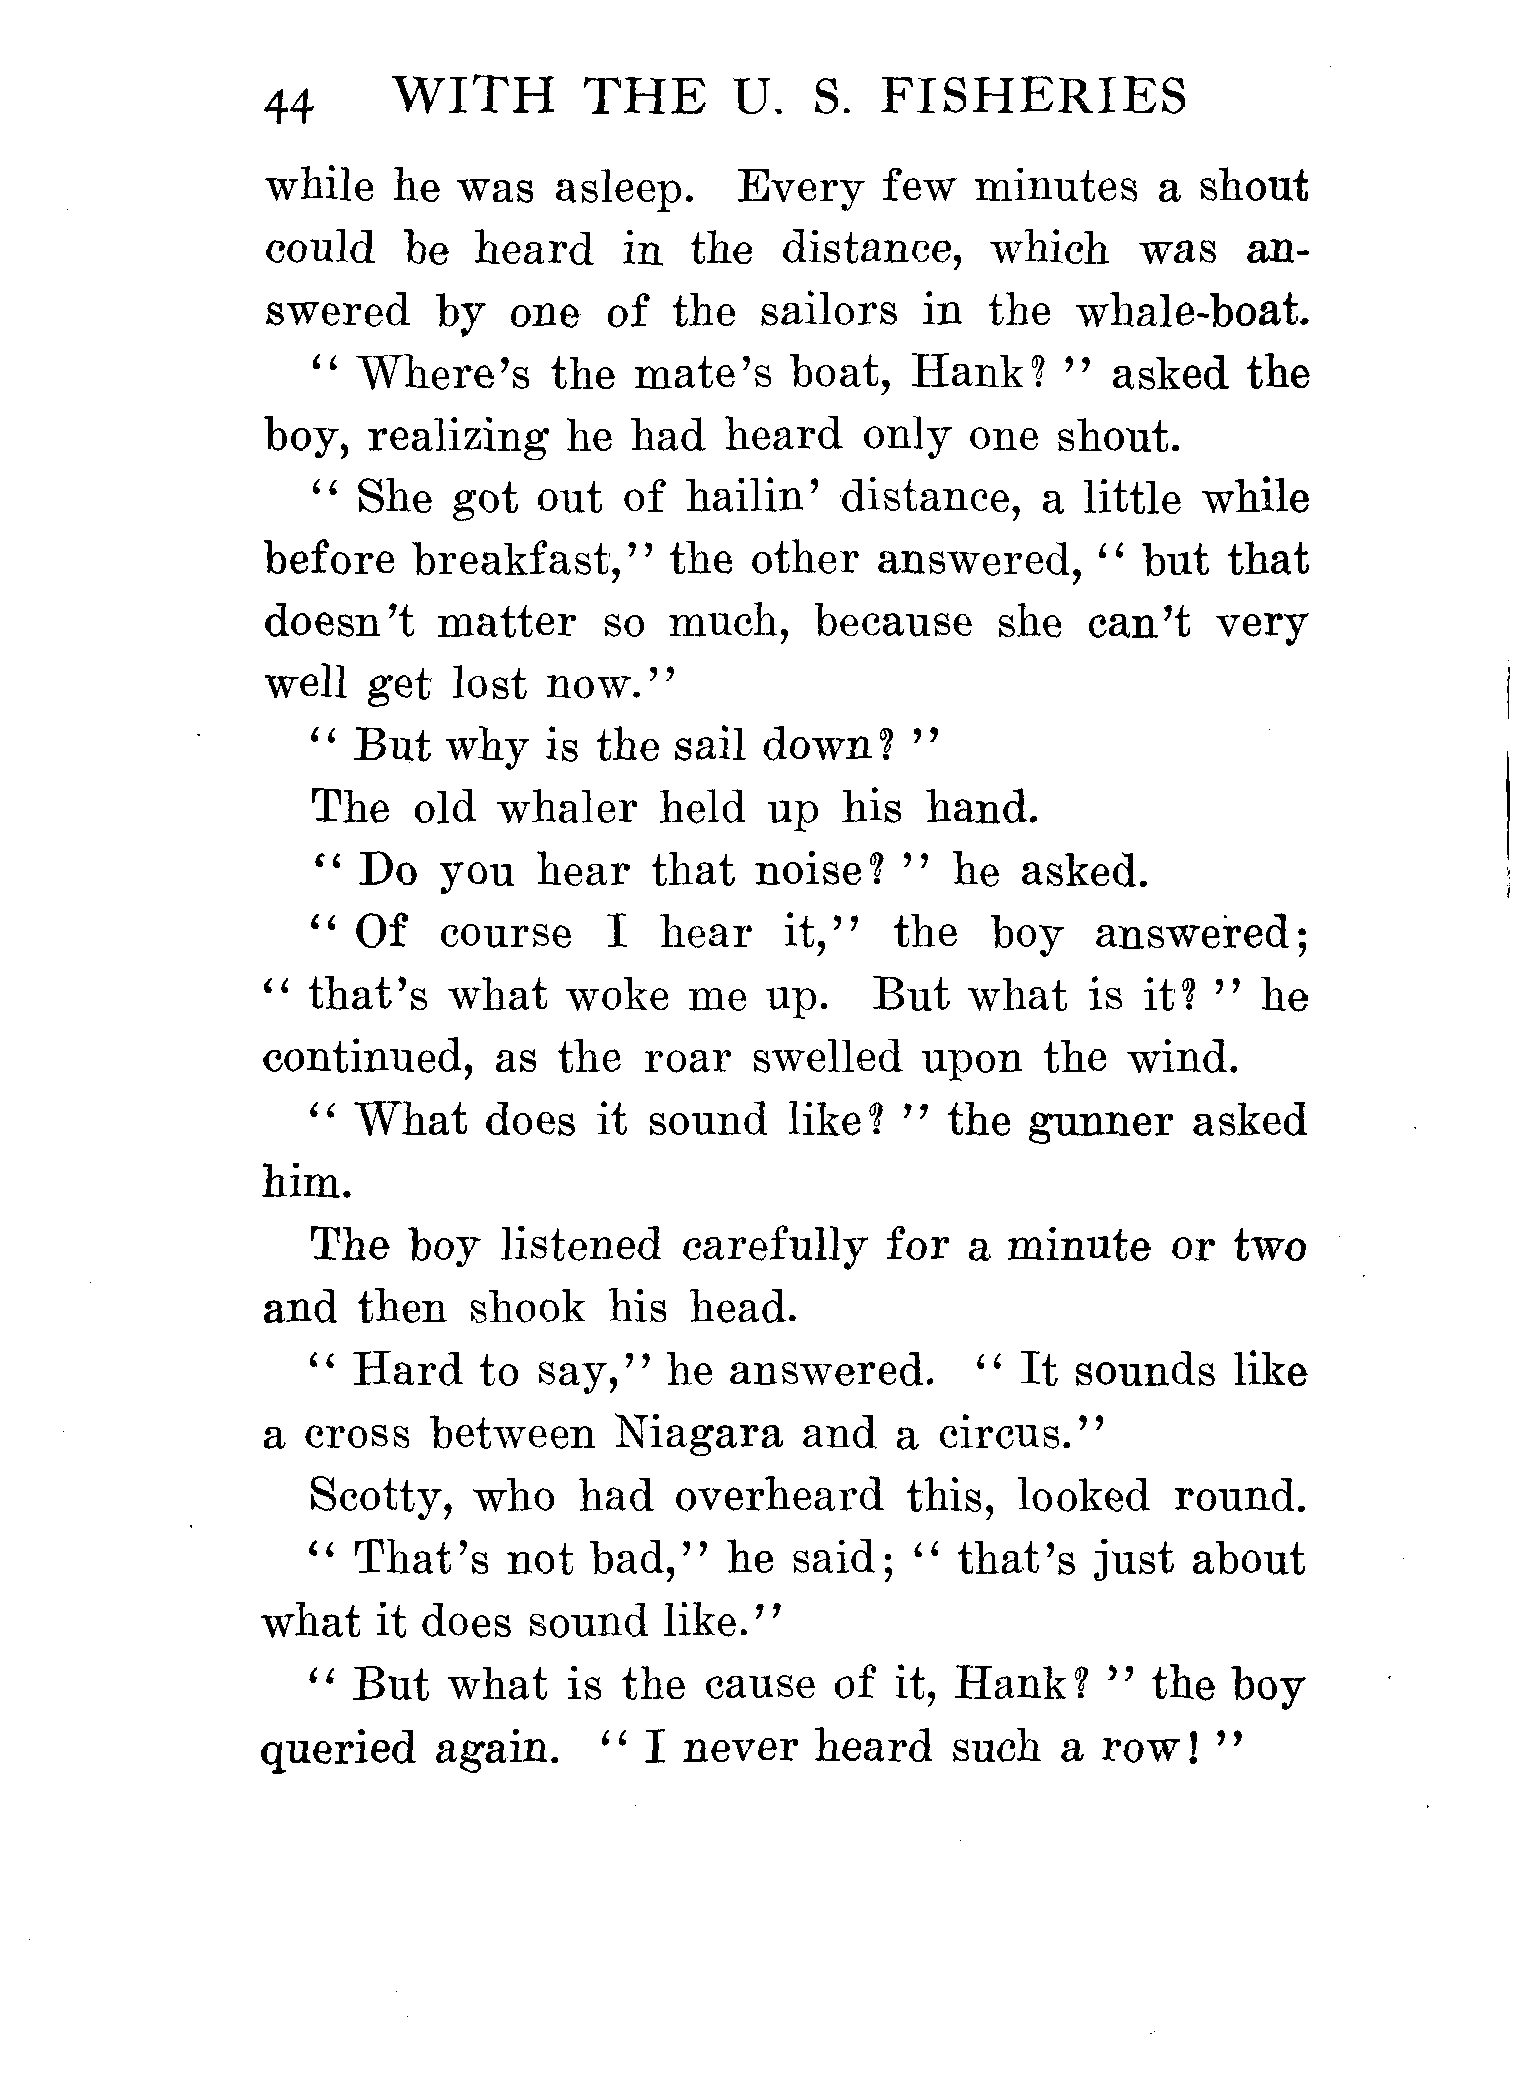 44 WITH THE U. S. FISHERIES
while he was asleep. Every few minutes a shout
could be heard in the distance, which was an-
swered by one of the sailors in the whale-boat.
“ Where’s the mate’s boat, Hank? ” asked the
boy, realizing he had heard only one shout.
“ She got out of hailin’ distance, a little while
before breakfast,” the other answered, “ but that
doesn’t matter so much, because she can’t very
well get lost now.”
“ But why is the sail down? ”
The old whaler held up his hand.
“ Do you hear that noise? ” he asked.
“ Of course I hear it,” the boy answered;
“ that’s what woke me up. But what is it? ” he
continued, as the roar swelled upon the wind.
“ What does it sound like? ” the gunner asked
him.
The boy listened carefully for a minute or two
and then shook his head.
“ Hard to say,” he answered. “ It sounds like
a cross between Niagara and a circus.”
Scotty, who had overheard this, looked round.
“ That’s not bad,” he said; “ that’s just about
what it does sound like.”
“ But what is the cause of it, Hank? ” the boy
queried again. “ I never heard such a row! ”